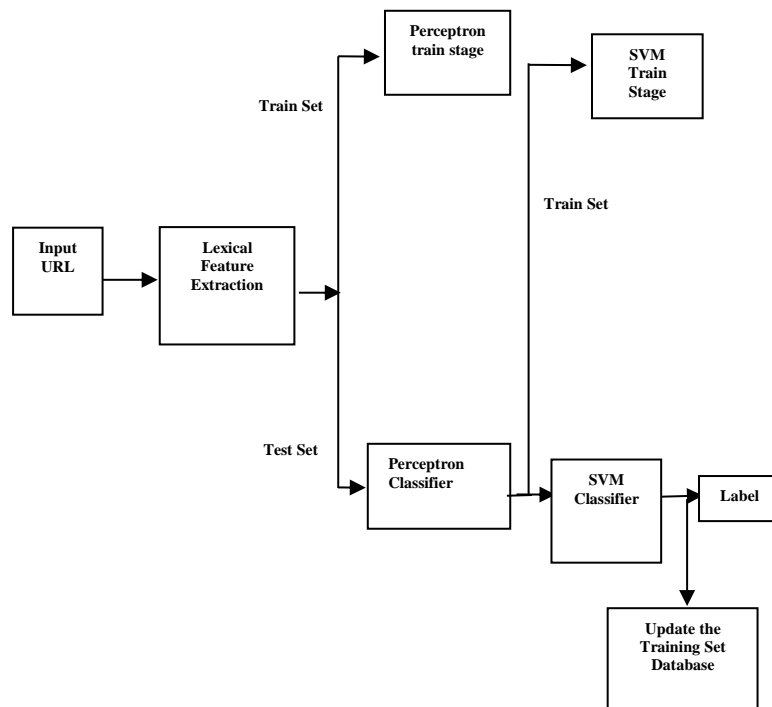 Perceptron
train stage
SVM
Train
Stage
Train Set
Train Set
Input
URL
Lexical
Feature
Extraction
Test Set
Perceptron
Classifier
SVM
Classifier
Label
Update the
Training Set
Database